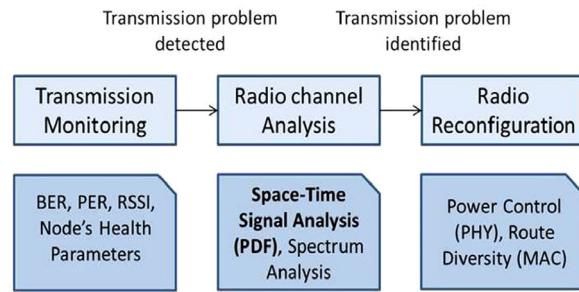 Transmission problem
detected
Transmission problem
identified
Transmission
Monitoring
Radio channel
Analysis
Radio
Reconfiguration
BER, PER, RSSI,
Node's Health
Parameters
Space-Time
Signal Analysis
(PDF), Spectrum
Analysis
Power Control
(PHY), Route
Diversity (MAC)